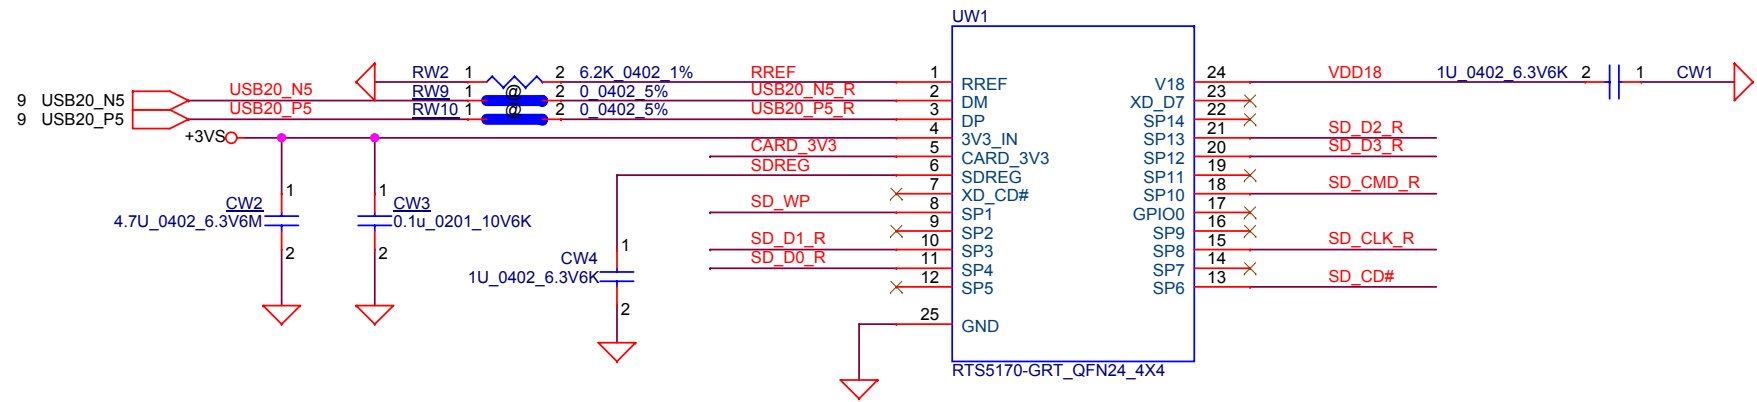 UW1
RW2 1 2 6.2K_0402_1% RREF 1 RREF V18 24 VDD18 1U_0402_6.3V6K 2 1 CW1
9 USB20_N5 USB20_N5 RW9 1 @ 2 0_0402_5% USB20_N5_R 2 DM XD_D7 23
9 USB20_P5 USB20_P5 RW10 1 @ 2 0_0402_5% USB20_P5_R 3 DP SP14 22
+3VS 4 3V3_IN SP13 21 SD_D2_R
CARD_3V3 5 CARD_3V3 SP12 20 SD_D3_R
SDREG 6 SDREG SP11 19
7 XD_CD# SP10 18 SD_CMD_R
SD_WP 8 SP1 GPIO0 17
9 SP2 SP9 16
SD_D1_R 10 SP3 SP8 15 SD_CLK_R
SD_D0_R 11 SP4 SP7 14
12 SP5 SP6 13 SD_CD#
25 GND
1 CW2
4.7U_0402_6.3V6M
2
1 CW3
0.1u_0201_10V6K
2
1
CW4
1U_0402_6.3V6K
2
RTS5170-GRT_QFN24_4X4